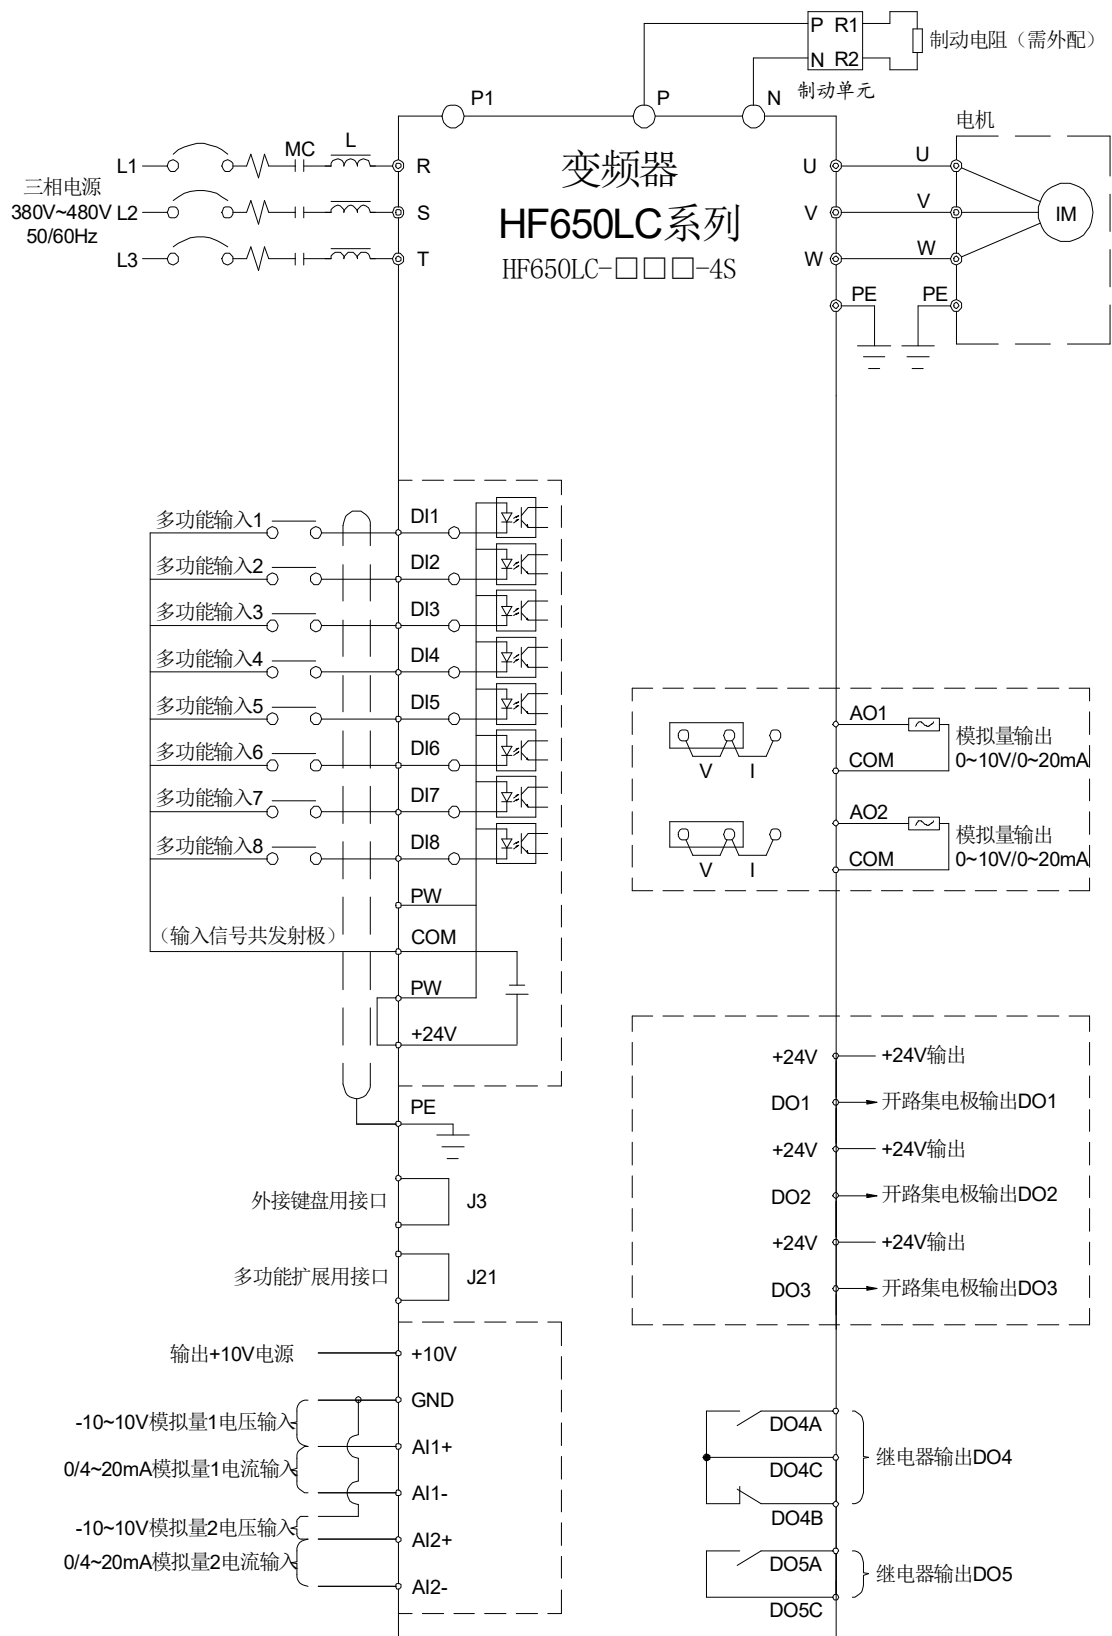 P R1
N R2
制动电阻（需外配）
制动单元
P1
P
N
电机
L1
MC
L
R
三相电源
380V~480V
50/60Hz
L2
S
L3
T
变频器
HF650LC系列
HF650LC-□□□-4S
U
U
V
V
W
W
IM
PE
PE
多功能输入1
DI1
多功能输入2
DI2
多功能输入3
DI3
多功能输入4
DI4
多功能输入5
DI5
多功能输入6
DI6
多功能输入7
DI7
多功能输入8
DI8
PW
（输入信号共发射极）
COM
PW
+24V
PE
外接键盘用接口
J3
多功能扩展用接口
J21
输出+10V电源
+10V
GND
-10~10V模拟量1电压输入
AI1+
0/4~20mA模拟量1电流输入
AI1-
-10~10V模拟量2电压输入
AI2+
0/4~20mA模拟量2电流输入
AI2-
V I
AO1
COM
模拟量输出
0~10V/0~20mA
V I
AO2
COM
模拟量输出
0~10V/0~20mA
+24V
+24V输出
DO1
开路集电极输出DO1
+24V
+24V输出
DO2
开路集电极输出DO2
+24V
+24V输出
DO3
开路集电极输出DO3
DO4A
DO4C
DO4B
继电器输出DO4
DO5A
DO5C
继电器输出DO5